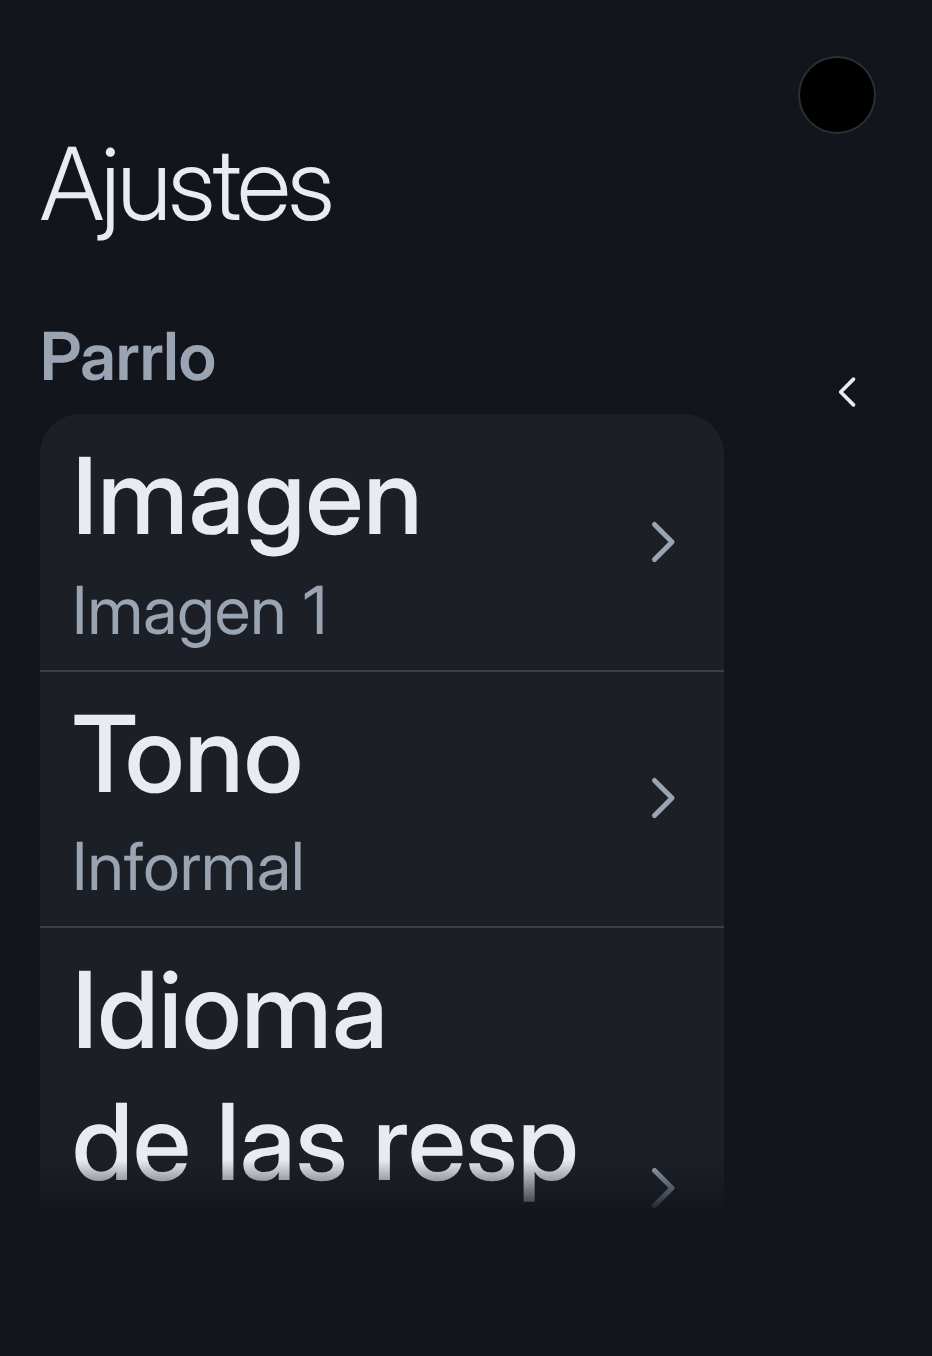 Ajustes
Parrlo
Imagen
Imagen 1
Tono
Informal
Idioma
de las resp